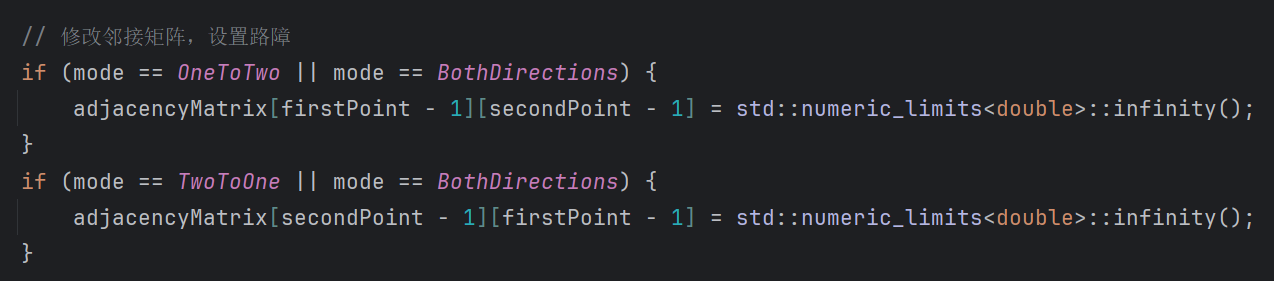 // 修改邻接矩阵，设置路障
if (mode == OneToTwo || mode == BothDirections) {
    adjacencyMatrix[firstPoint - 1][secondPoint - 1] = std::numeric_limits<double>::infinity();
}
if (mode == TwoToOne || mode == BothDirections) {
    adjacencyMatrix[secondPoint - 1][firstPoint - 1] = std::numeric_limits<double>::infinity();
}